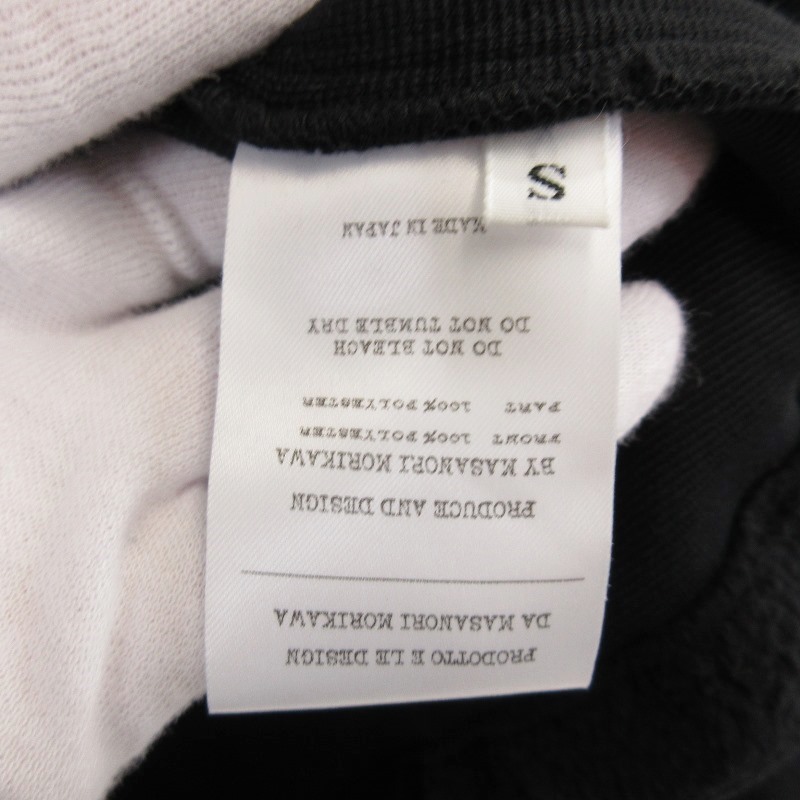 PRODOTTO E LE DESIGN
DA MASANORI MORIKAWA
PRODUCE AND DESIGN
BY MASANORI MORIKAWA
FRONT 100% POLYESTER
PART 100% POLYESTER
DO NOT BLEACH
DO NOT TUMBLE DRY
MADE IN JAPAN
S